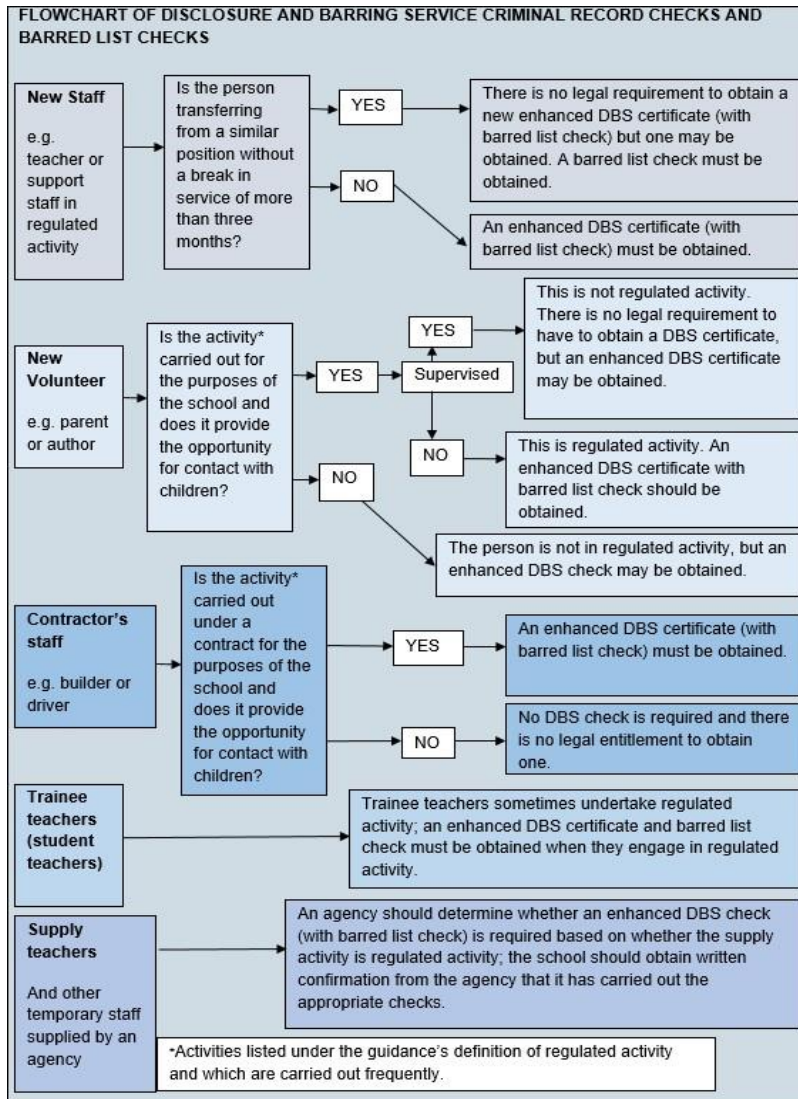 FLOWCHART OF DISCLOSURE AND BARRING SERVICE CRIMINAL RECORD CHECKS AND
BARRED LIST CHECKS
New Staff
e.g.
teacher or
support
staff in
regulated
activity
Is the person
transferring
from a similar
position without
a break in
service of more
than three
months?
YES
There is no legal requirement to obtain a
new enhanced DBS certificate (with
barred list check) but one may be
obtained. A barred list check must be
obtained.
NO
An enhanced DBS certificate (with
barred list check) must be obtained.
New
Volunteer
e.g. parent
or author
Is the activity*
carried out for
the purposes of
the school and
does it provide
the opportunity
for contact with
children?
YES
Supervised
YES
This is not regulated activity.
There is no legal requirement to
have to obtain a DBS certificate,
but an enhanced DBS certificate
may be obtained.
NO
This is regulated activity. An
enhanced DBS certificate with
barred list check should be
obtained.
NO
The person is not in regulated activity, but an
enhanced DBS check may be obtained.
Contractor's
staff
e.g. builder or
driver
Is the activity*
carried out
under a
contract for the
purposes of the
school and
does it provide
the opportunity
for contact with
children?
YES
An enhanced DBS certificate (with
barred list check) must be obtained.
NO
No DBS check is required and there
is no legal entitlement to obtain
one.
Trainee
teachers
(student
teachers)
Trainee teachers sometimes undertake regulated
activity; an enhanced DBS certificate and barred list
check must be obtained when they engage in regulated
activity.
Supply
teachers
And other
temporary staff
supplied by an
agency
An agency should determine whether an enhanced DBS check
(with barred list check) is required based on whether the supply
activity is regulated activity; the school should obtain written
confirmation from the agency that it has carried out the
appropriate checks.
*Activities listed under the guidance's definition of regulated activity
and which are carried out frequently.